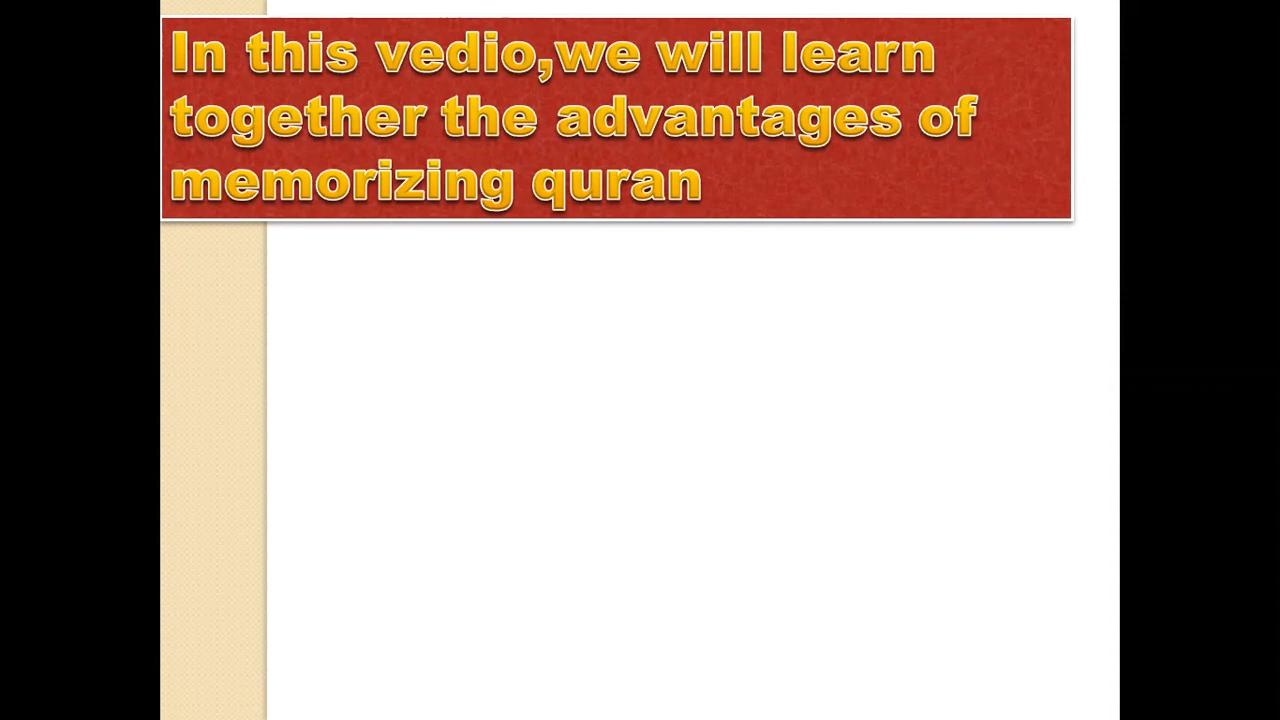 In this vedio,we will learn
together the advantages of
memorizing quran